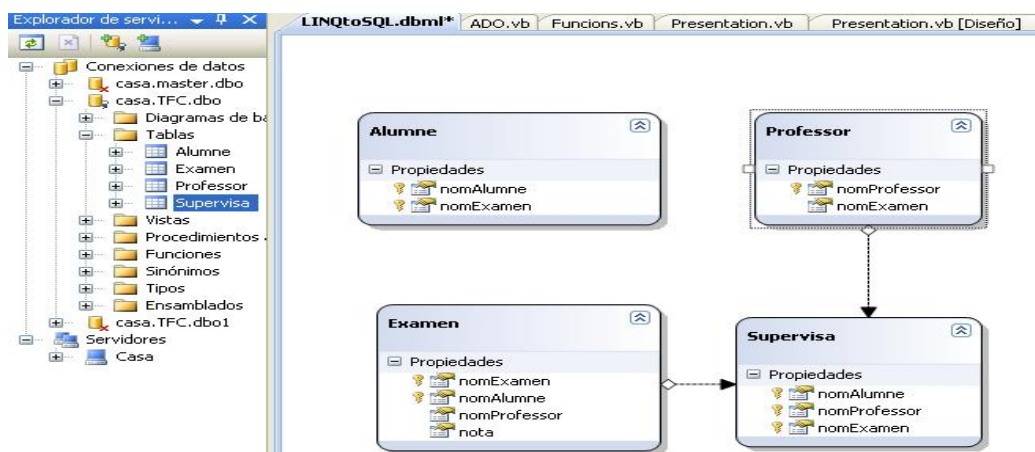 Explorador de servi...
Conexiones de datos
casa.master.dbo
casa.TFC.dbo
Diagramas de ba
Tablas
Alumne
Examen
Professor
Supervisa
Vistas
Procedimientos
Funciones
Sinónimos
Tipos
Ensamblados
casa.TFC.dbo1
Servidores
Casa
LINQtoSQL.dbml* ADO.vb Funcions.vb Presentation.vb Presentation.vb [Diseño]
Alumne
Propiedades
nomAlumne
nomExamen
Professor
Propiedades
nomProfessor
nomExamen
Examen
Propiedades
nomExamen
nomAlumne
nomProfessor
nota
Supervisa
Propiedades
nomAlumne
nomProfessor
nomExamen